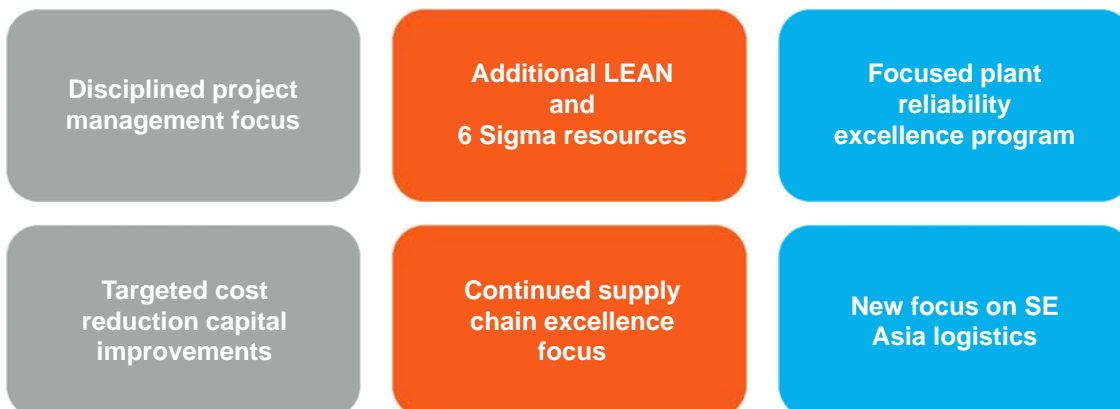 Disciplined project
management focus
Additional LEAN
and
6 Sigma resources
Focused plant
reliability
excellence program
Targeted cost
reduction capital
improvements
Continued supply
chain excellence
focus
New focus on SE
Asia logistics